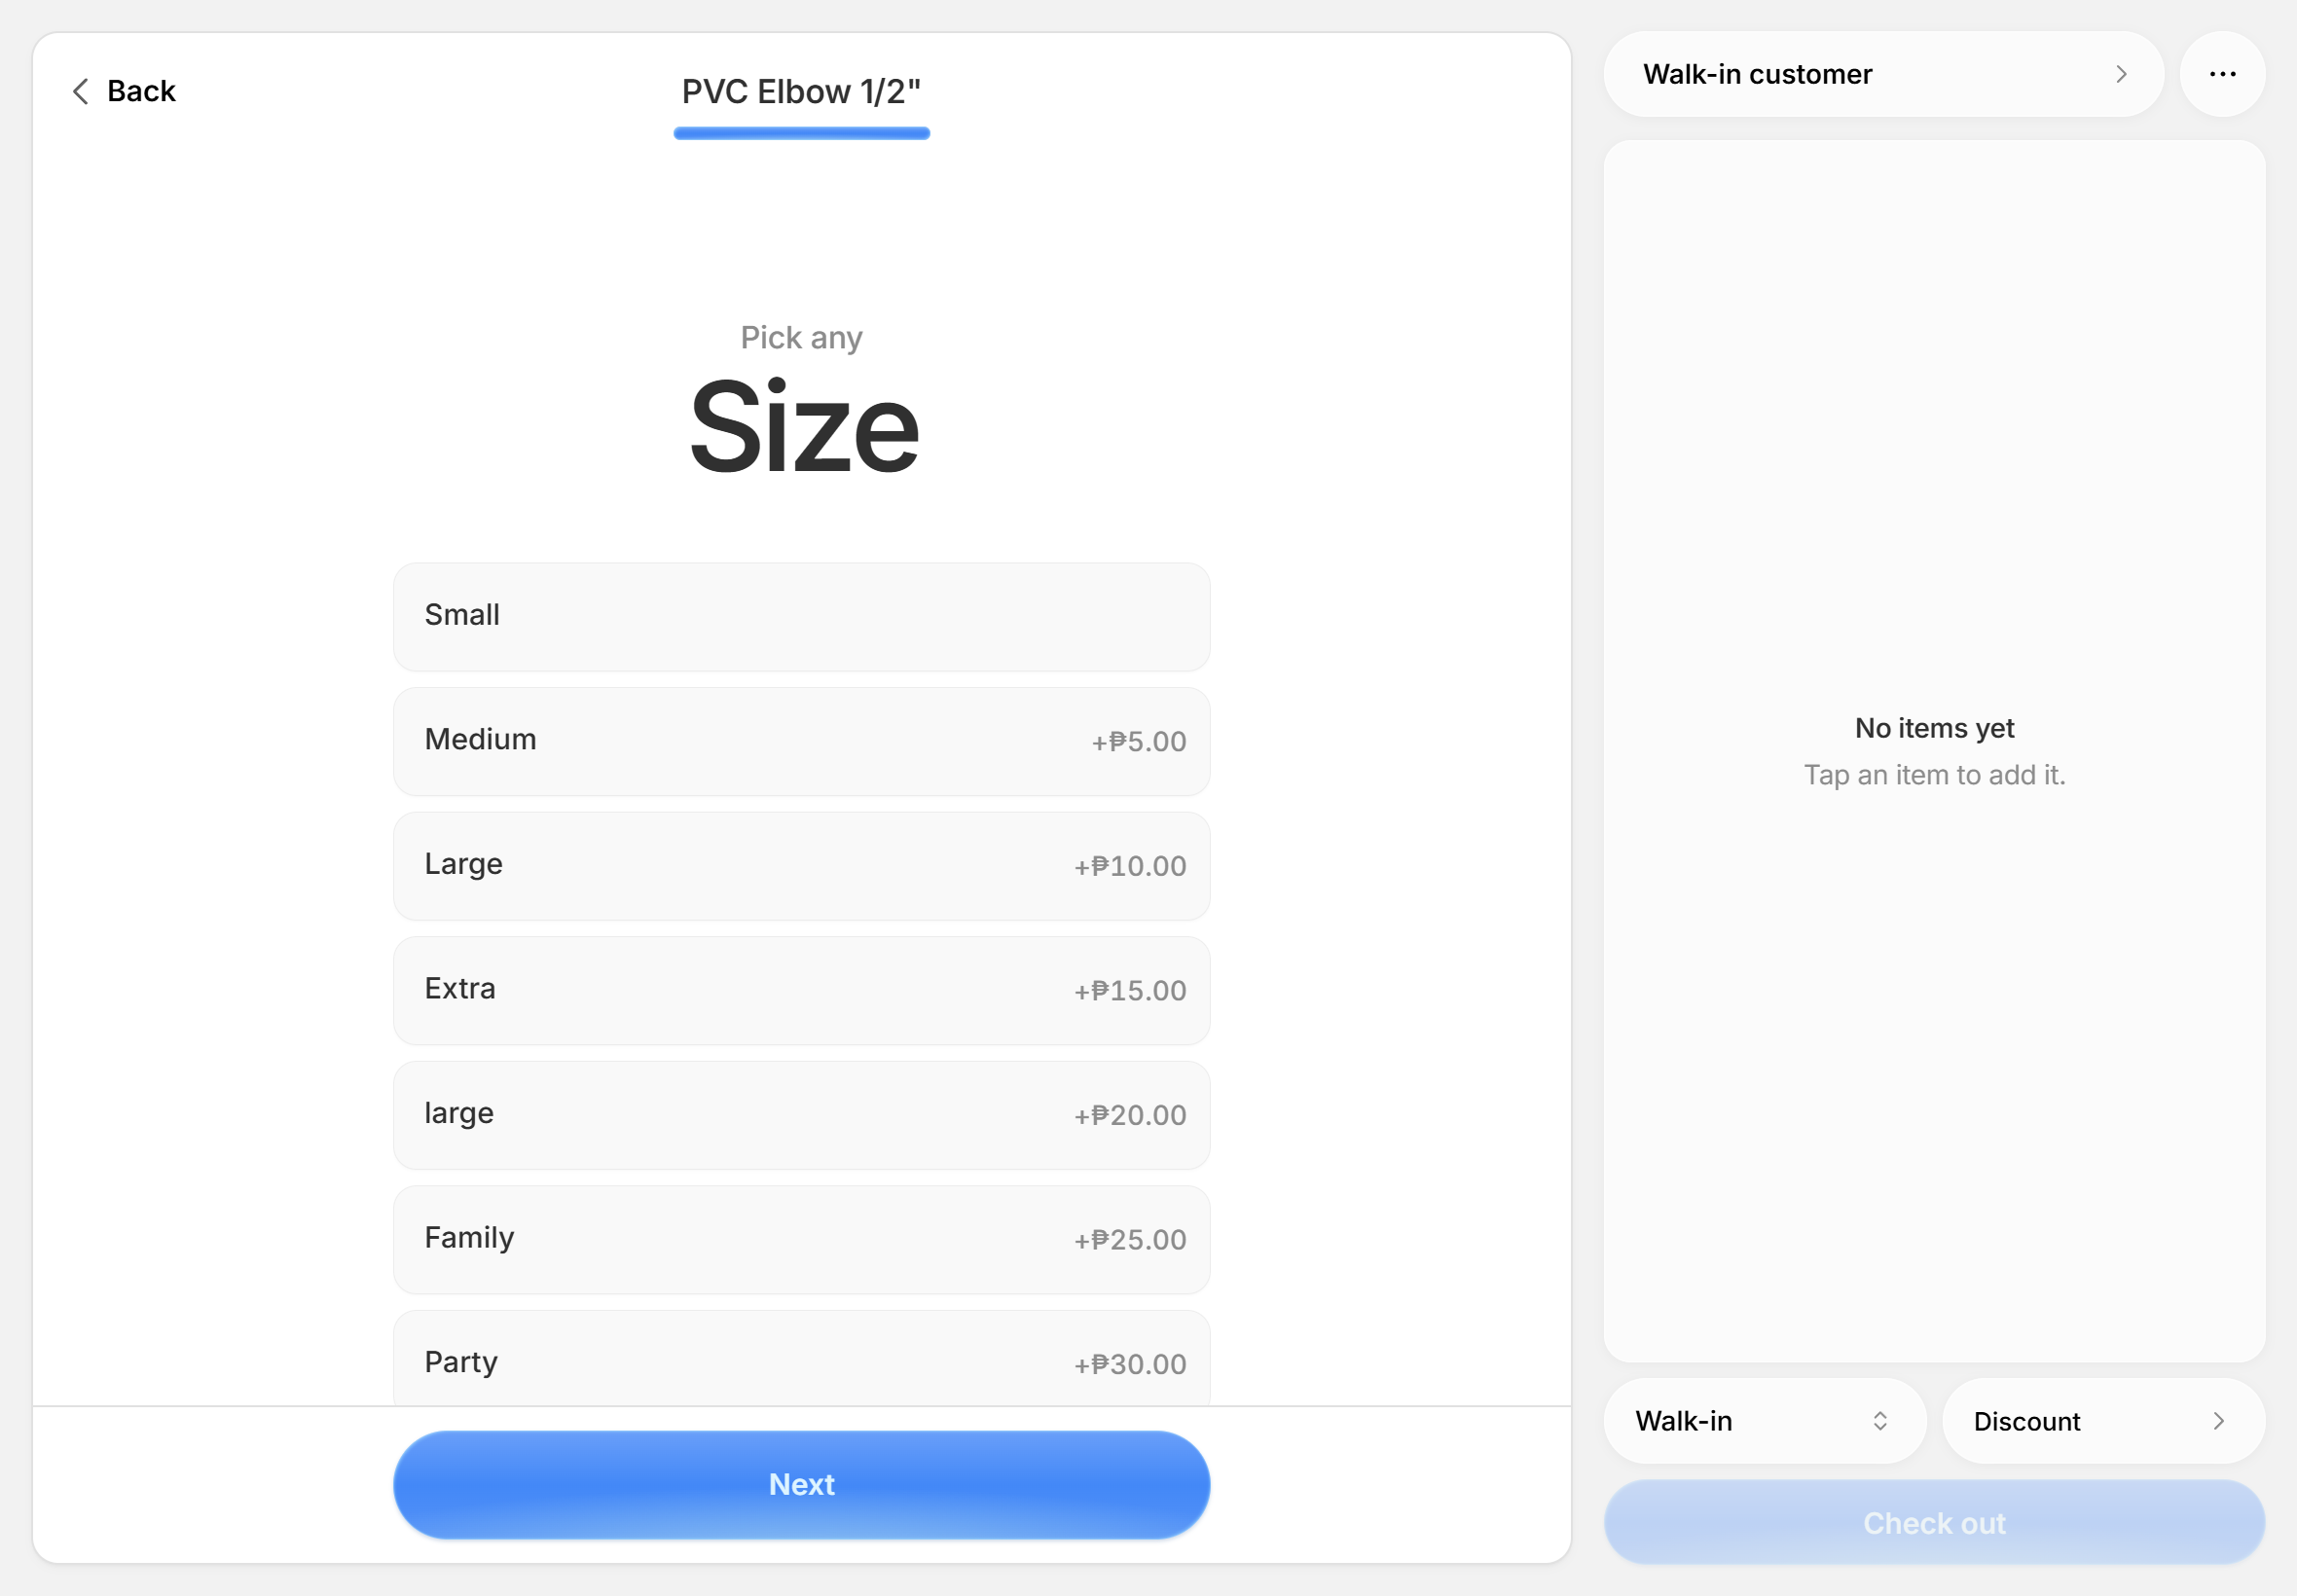 Back
PVC Elbow 1/2"
Pick any
Size
Small
Medium +₱5.00
Large +₱10.00
Extra +₱15.00
large +₱20.00
Family +₱25.00
Party +₱30.00
Next
Walk-in customer
No items yet
Tap an item to add it.
Walk-in
Discount
Check out